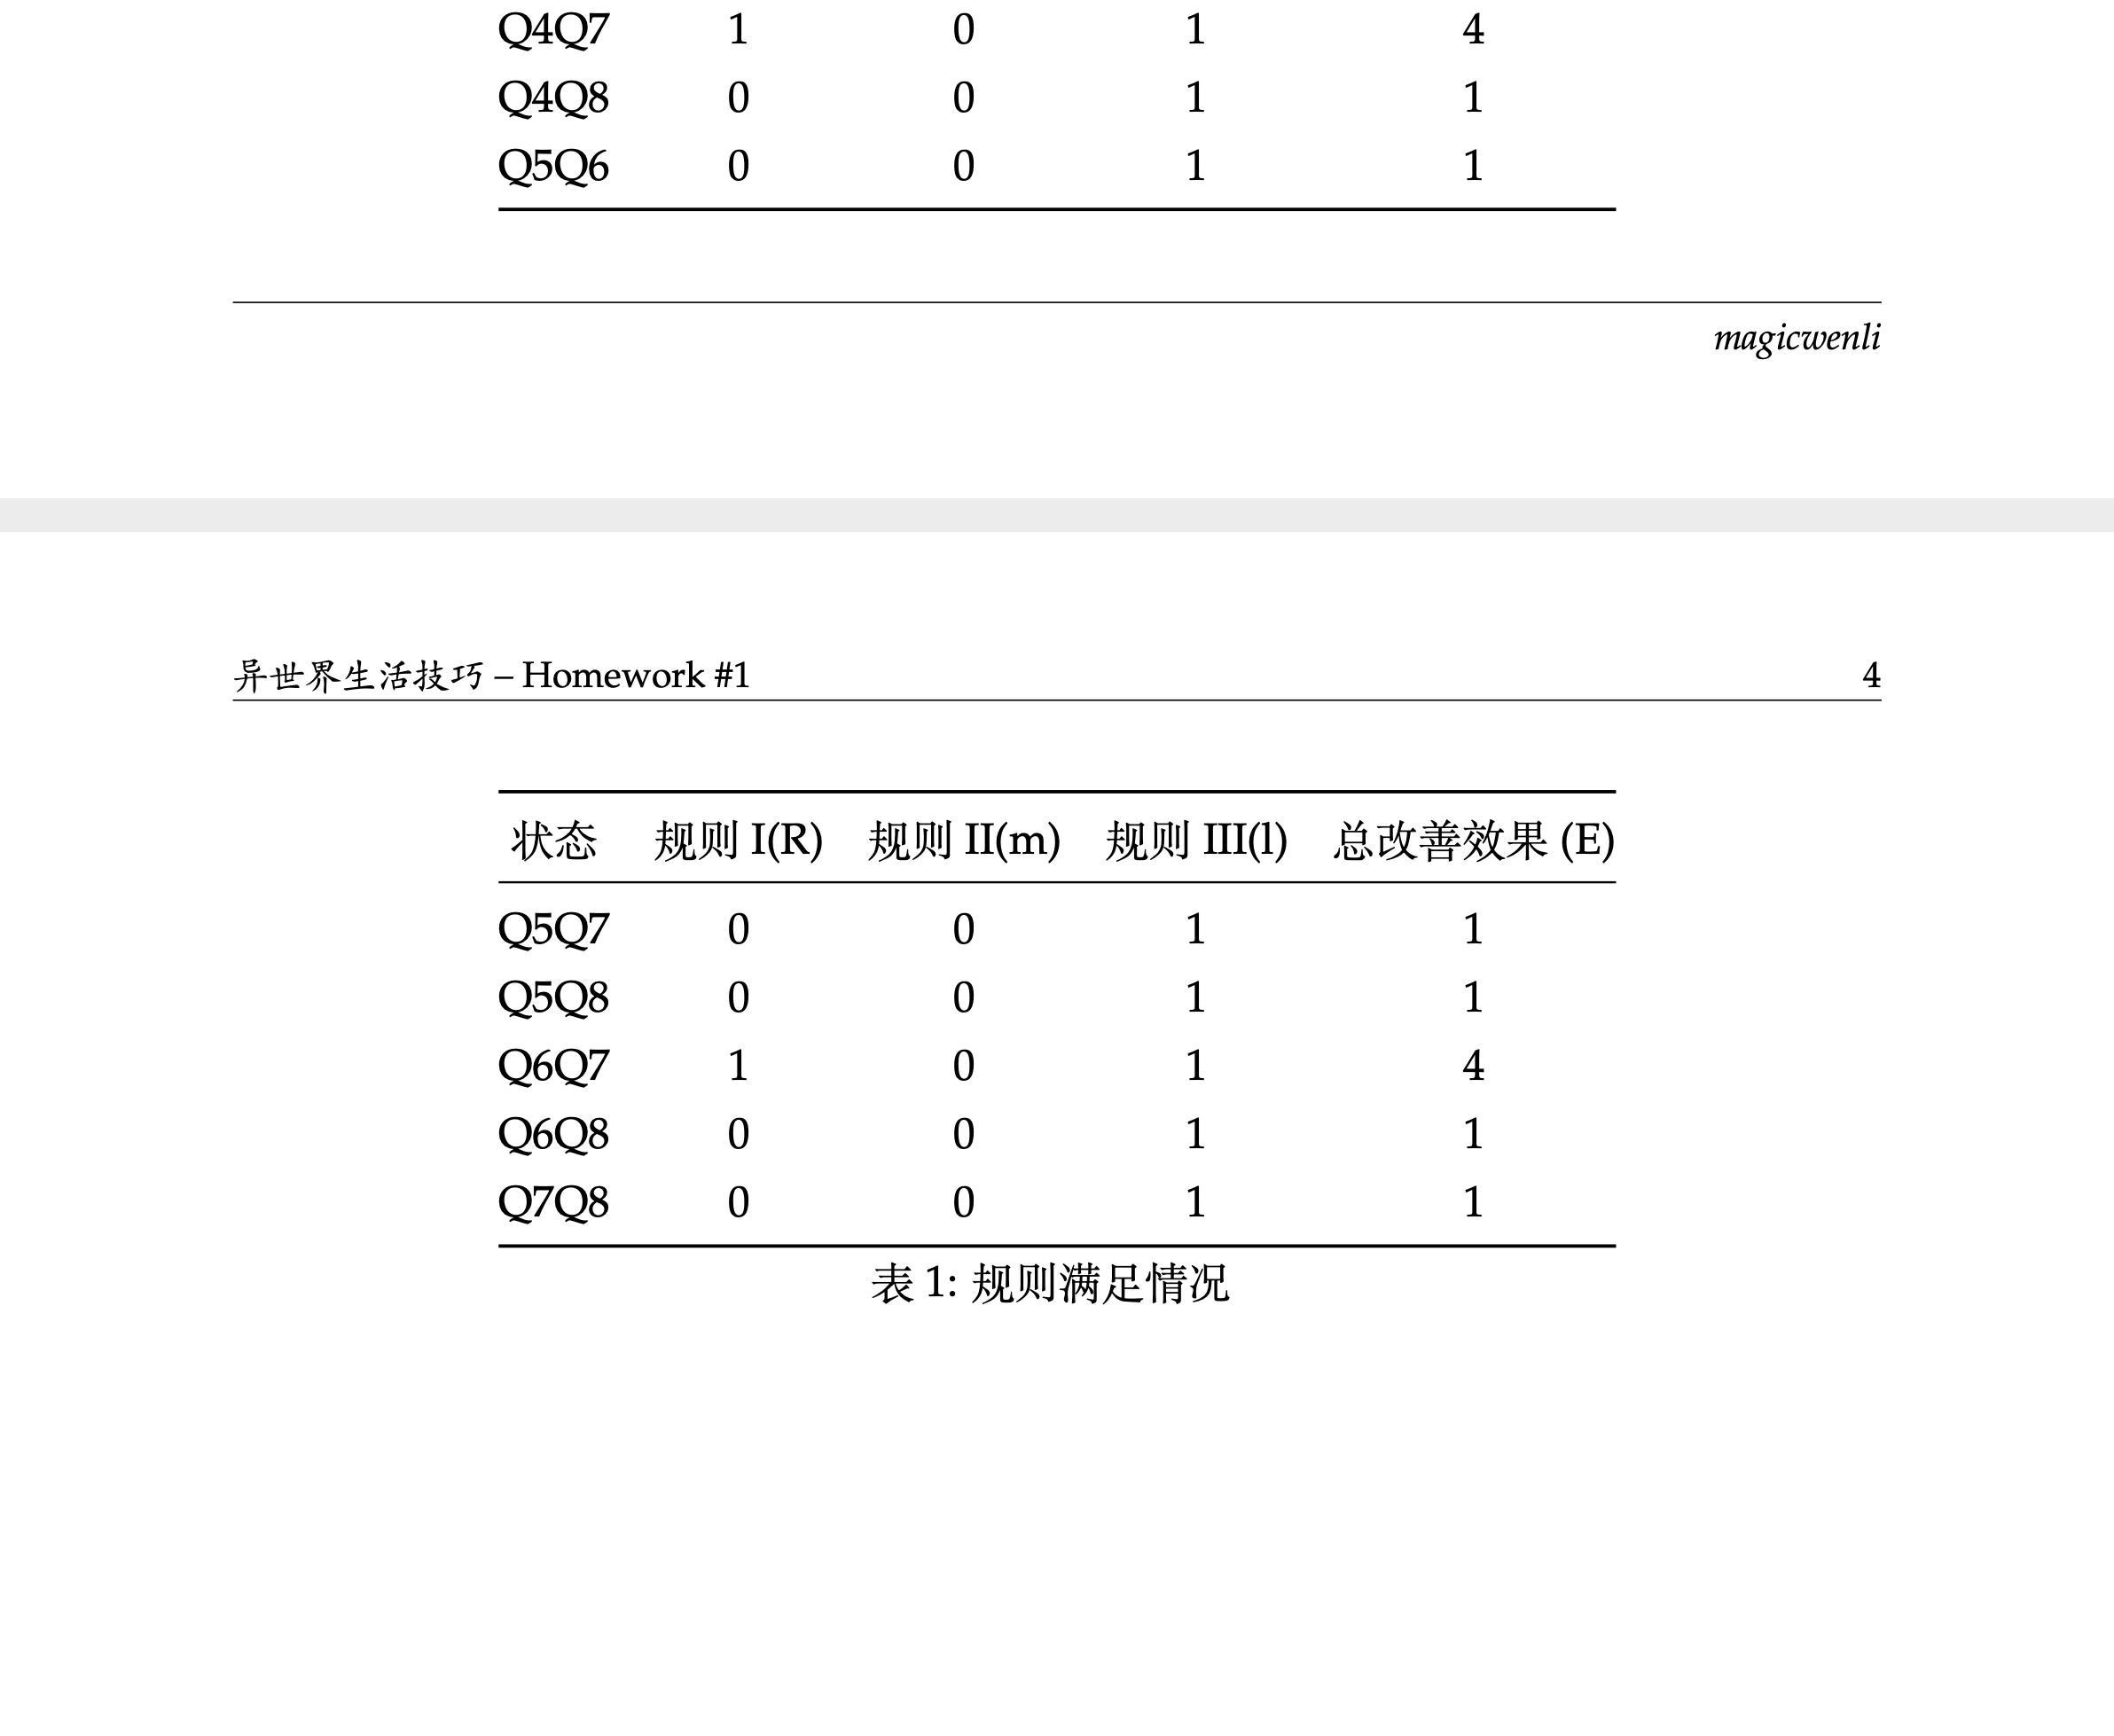 Q4Q7 1 0 1 4
Q4Q8 0 0 1 1
Q5Q6 0 0 1 1
magicwenli
异世界生活技巧 – Homework #1 4
状态 规则 I(R) 规则 II(m) 规则 III(l) 总改善效果 (E)
Q5Q7 0 0 1 1
Q5Q8 0 0 1 1
Q6Q7 1 0 1 4
Q6Q8 0 0 1 1
Q7Q8 0 0 1 1
表 1: 规则满足情况